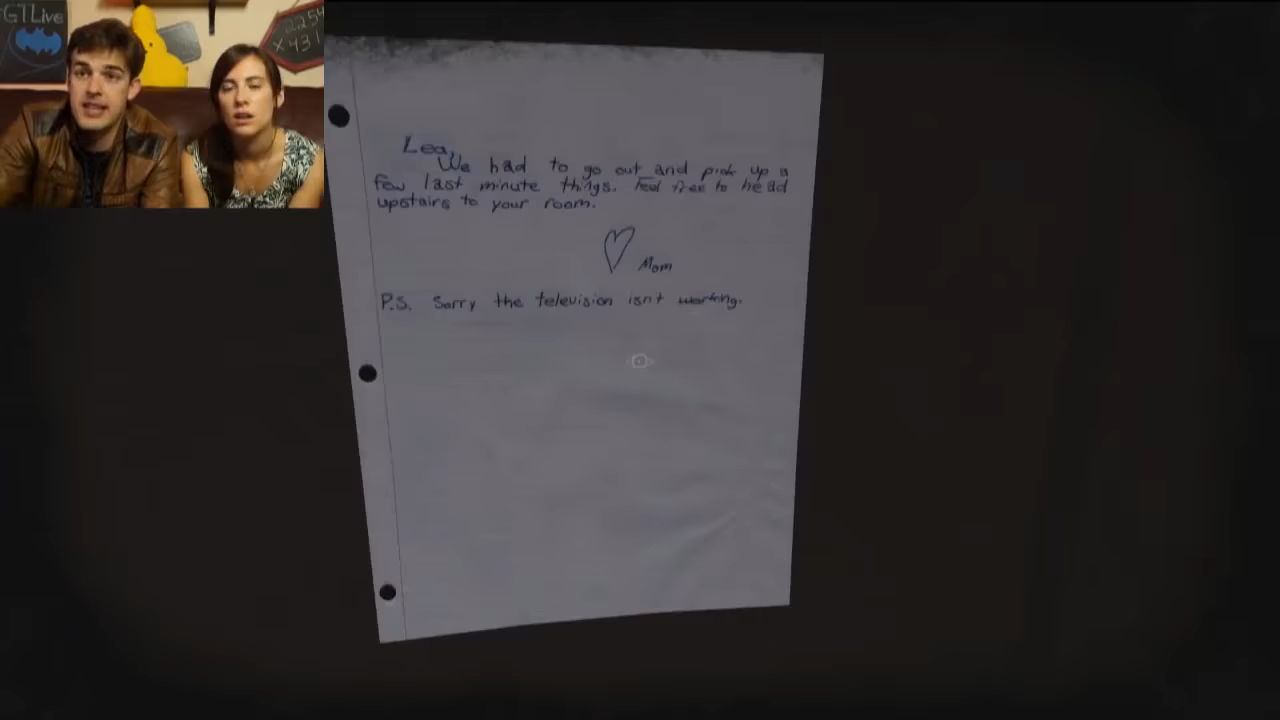 GTLive
Lea,
We had to go out and pick up a
few last minute things. Feel free to head
upstairs to your room.
Mom
P.S. Sorry the television isn't working.